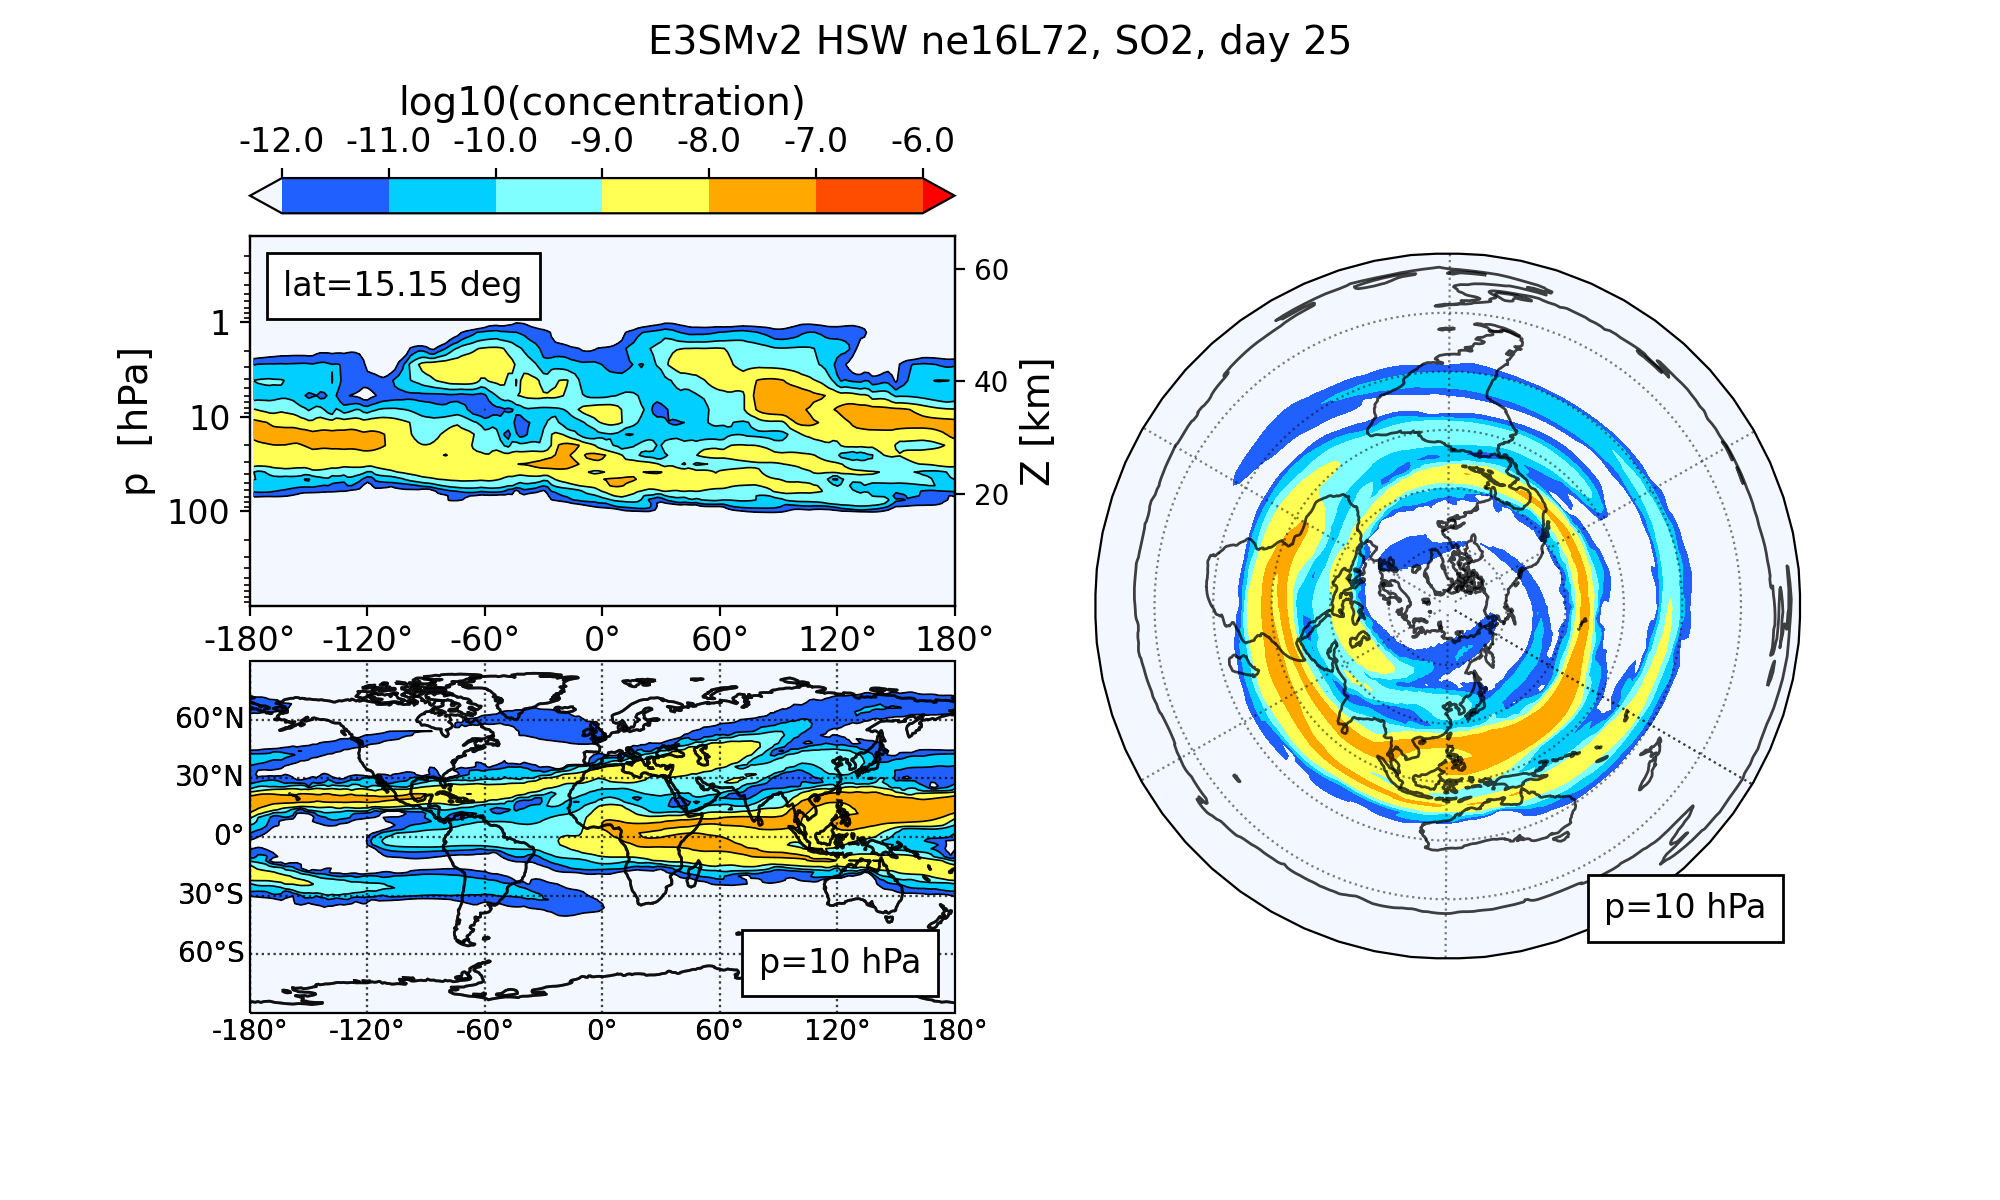 E3SMv2 HSW ne16L72, SO2, day 25
log10(concentration)
-12.0 -11.0 -10.0 -9.0 -8.0 -7.0 -6.0
lat=15.15 deg
p [hPa]
1
10
100
60
40
20
Z [km]
-180° -120° -60° 0° 60° 120° 180°
60°N
30°N
0°
30°S
60°S
p=10 hPa
-180° -120° -60° 0° 60° 120° 180°
p=10 hPa